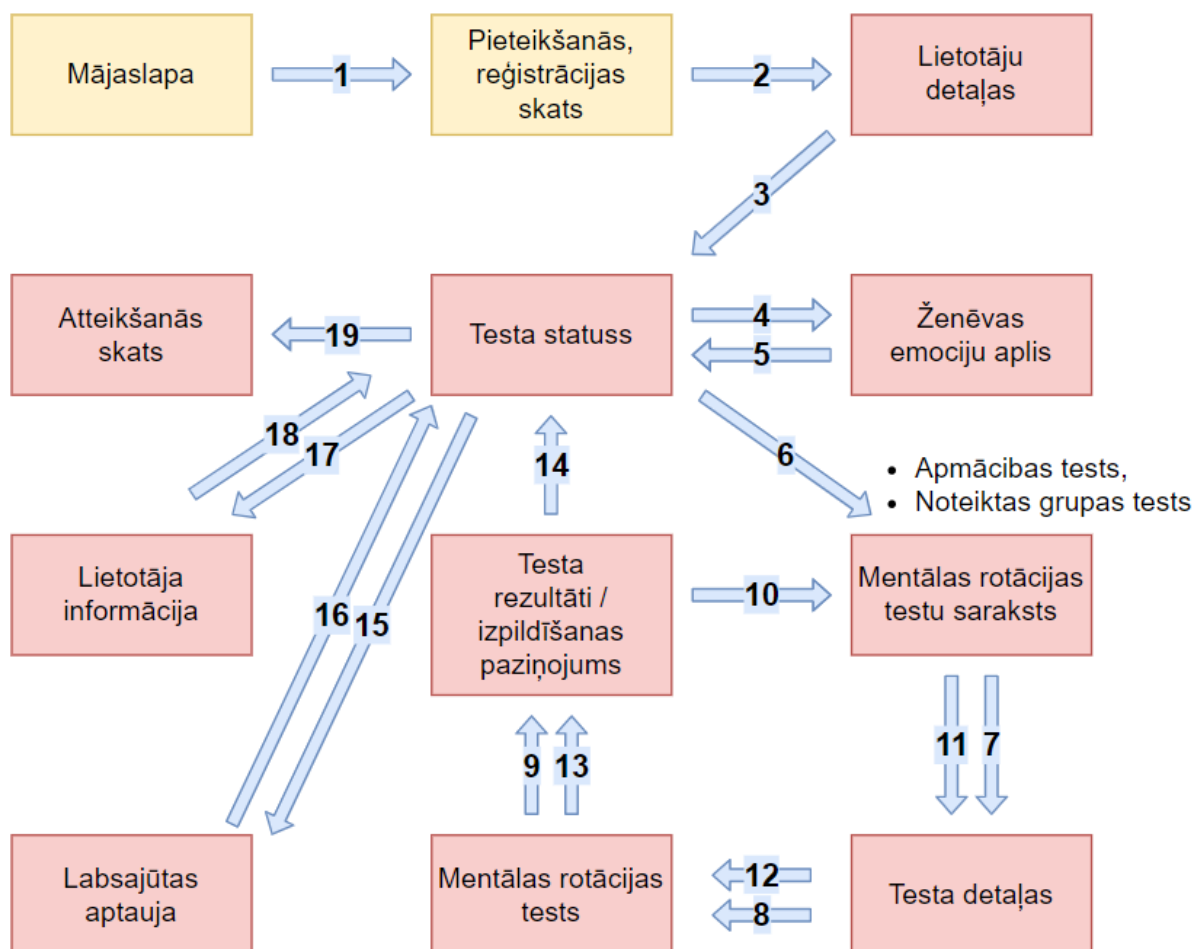 Mājaslapa
1
Pieteikšanās,
reģistrācijas
skats
2
Lietotāju
detaļas
3
Atteikšanās
skats
19
Testa statuss
4
5
Ženēvas
emociju aplis
18
17
14
6
• Apmācibas tests,
• Noteiktas grupas tests
Lietotāja
informācija
16
15
Testa
rezultāti /
izpildīšanas
paziņojums
10
Mentālas rotācijas
testu saraksts
9
13
11
7
Labsajūtas
aptauja
Mentālas rotācijas
tests
12
8
Testa detaļas